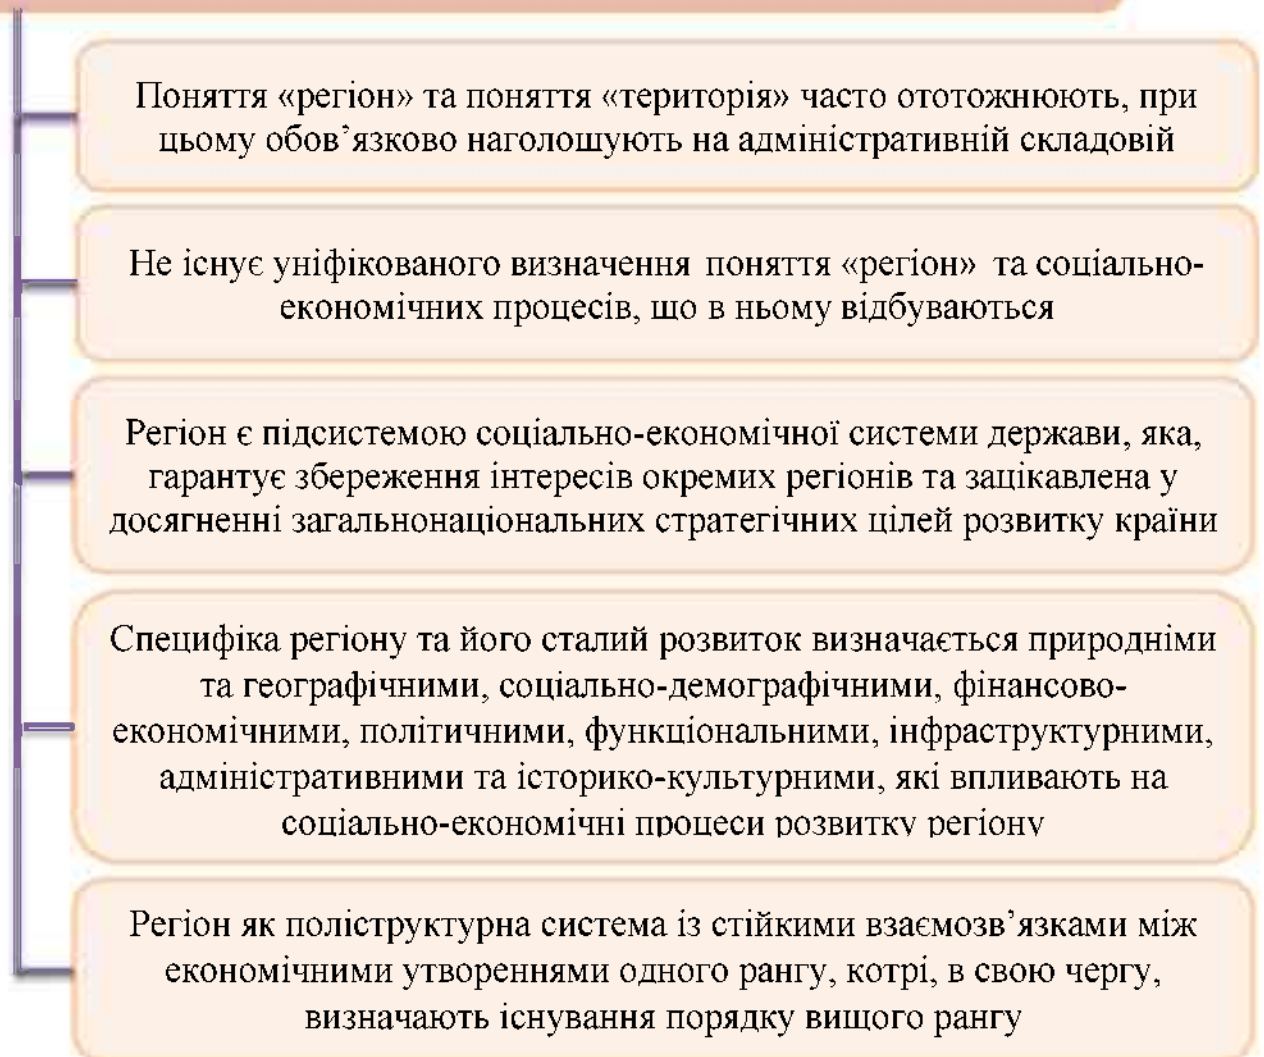 Поняття «регіон» та поняття «територія» часто ототожнюють, при
цьому обов’язково наголошують на адміністративній складовій
Не існує уніфікованого визначення поняття «регіон» та соціально-
економічних процесів, що в ньому відбуваються
Регіон є підсистемою соціально-економічної системи держави, яка,
гарантує збереження інтересів окремих регіонів та зацікавлена у
досягненні загальнонаціональних стратегічних цілей розвитку країни
Специфіка регіону та його сталий розвиток визначається природніми
та географічними, соціально-демографічними, фінансово-
економічними, політичними, функціональними, інфраструктурними,
адміністративними та історико-культурними, які впливають на
соціально-економічні процеси розвитку регіону
Регіон як поліструктурна система із стійкими взаємозв’язками між
економічними утвореннями одного рангу, котрі, в свою чергу,
визначають існування порядку вищого рангу